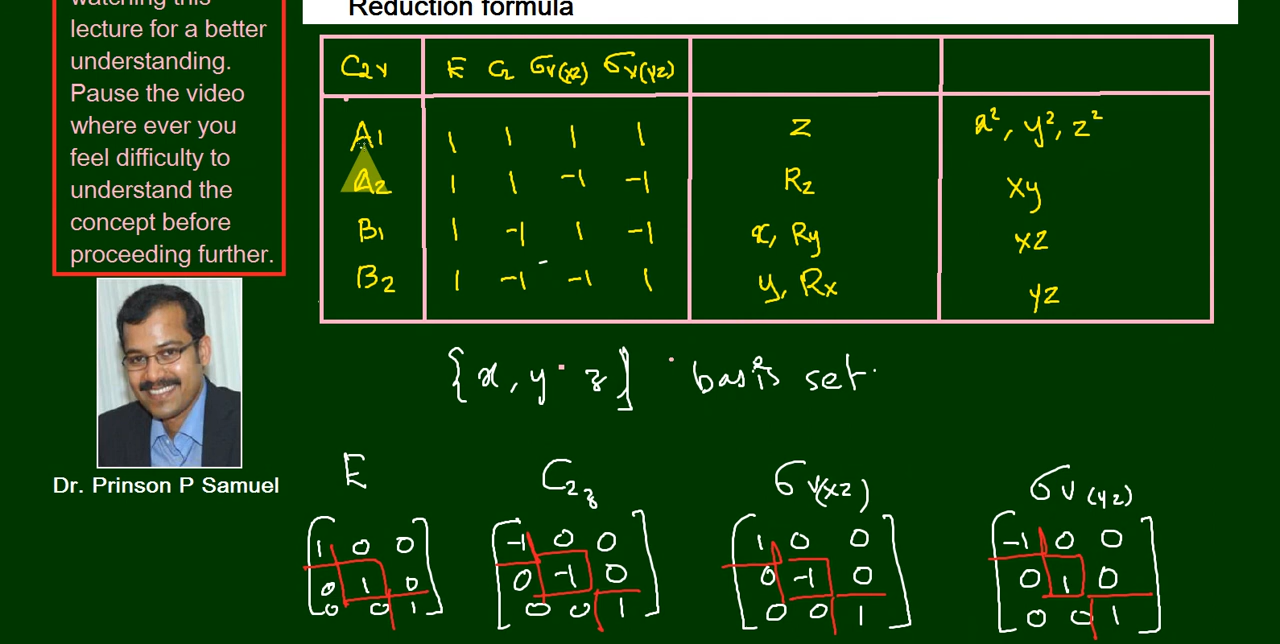 watching this
lecture for a better
understanding.
Pause the video
where ever you
feel difficulty to
understand the
concept before
proceeding further.
Dr. Prinson P Samuel
Reduction formula
C2v E C2 σv(xz) σv(yz)
A1 1 1 1 1 z x², y², z²
A2 1 1 -1 -1 Rz xy
B1 1 -1 1 -1 x, Ry xz
B2 1 -1 -1 1 y, Rx yz
{x, y z} basis set.
E C2z σv(xz) σv(yz)
1 0 0 -1 0 0 1 0 0 -1 0 0
0 1 0 0 -1 0 0 -1 0 0 1 0
0 0 1 0 0 1 0 0 1 0 0 1